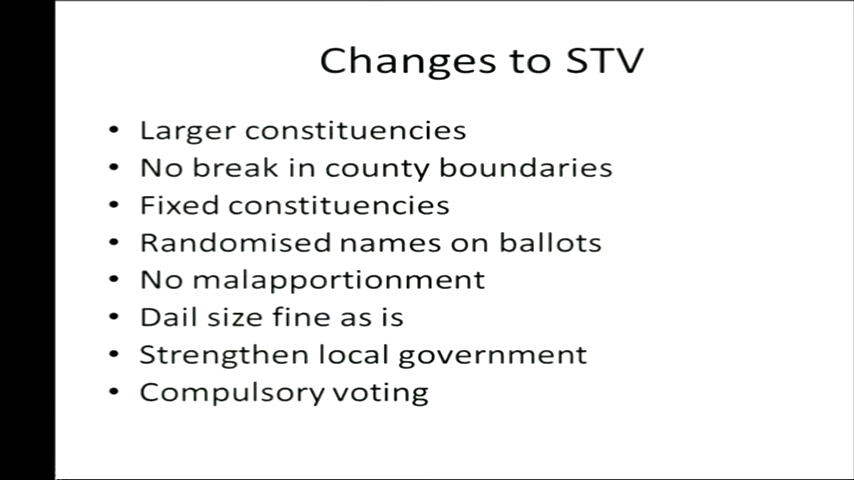 Changes to STV
• Larger constituencies
• No break in county boundaries
• Fixed constituencies
• Randomised names on ballots
• No malapportionment
• Dail size fine as is
• Strengthen local government
• Compulsory voting